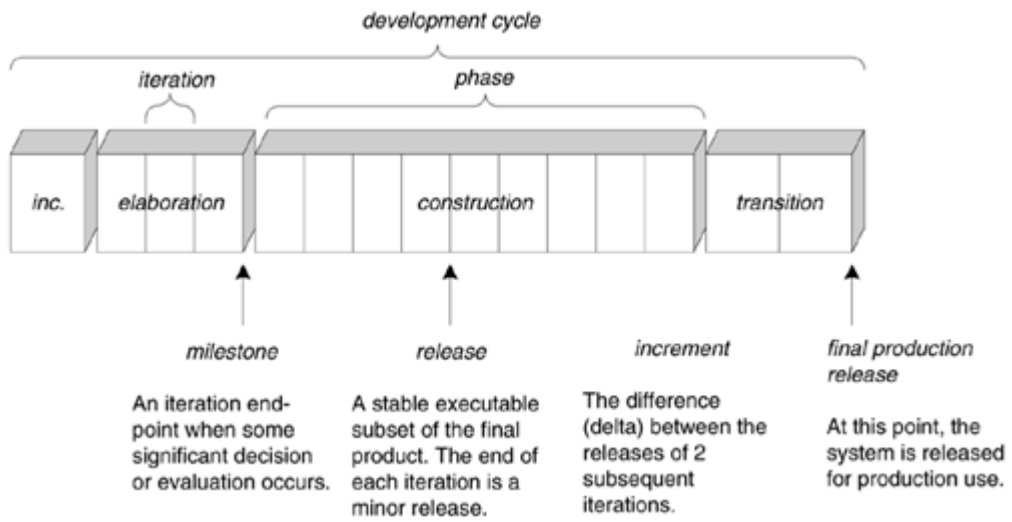 development cycle
iteration
phase
inc.
elaboration
construction
transition
milestone
An iteration end-
point when some
significant decision
or evaluation occurs.
release
A stable executable
subset of the final
product. The end of
each iteration is a
minor release.
increment
The difference
(delta) between the
releases of 2
subsequent
iterations.
final production
release
At this point, the
system is released
for production use.